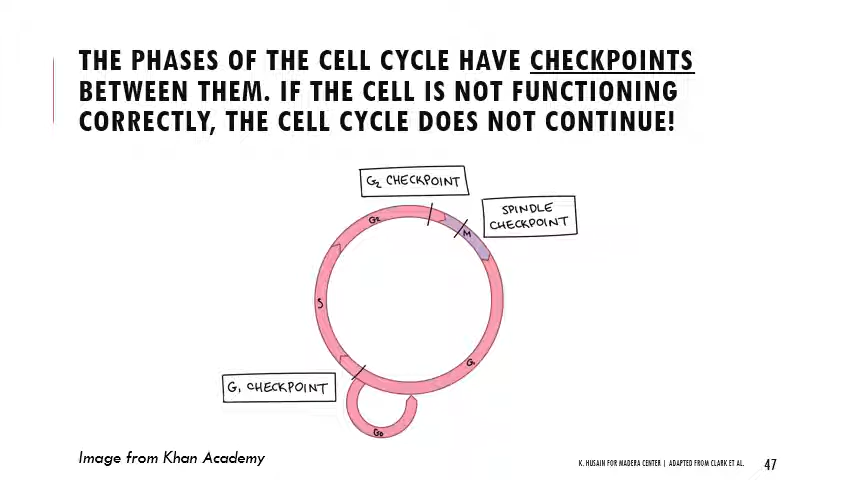 THE PHASES OF THE CELL CYCLE HAVE CHECKPOINTS
BETWEEN THEM. IF THE CELL IS NOT FUNCTIONING
CORRECTLY, THE CELL CYCLE DOES NOT CONTINUE!
G₂ CHECKPOINT
SPINDLE
CHECKPOINT
G₂
M
S
G₁
G₁ CHECKPOINT
G₀
Image from Khan Academy
K. HUSAIN FOR MADERA CENTER | ADAPTED FROM CLARK ET AL.
47